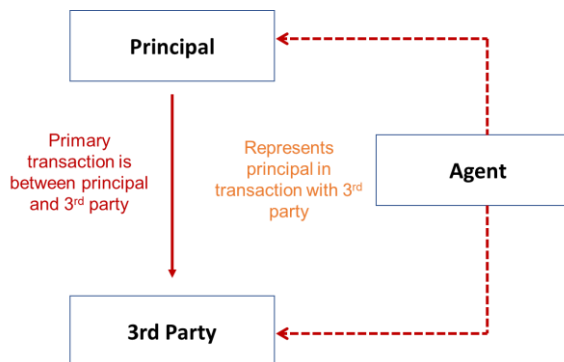 Principal
Primary
transaction is
between principal
and 3rd party
Represents
principal in
transaction with 3rd
party
Agent
3rd Party